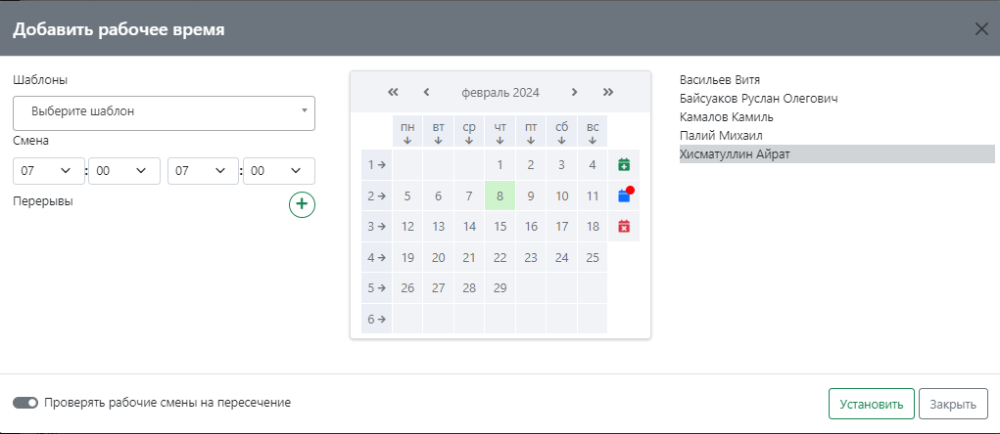 Добавить рабочее время
Шаблоны
Выберите шаблон
Смена
07 : 00 07 : 00
Перерывы
февраль 2024
пн вт ср чт пт сб вс
1 1 2 3 4
2 5 6 7 8 9 10 11
3 12 13 14 15 16 17 18
4 19 20 21 22 23 24 25
5 26 27 28 29
6
Васильев Витя
Байсуаков Руслан Олегович
Камалов Камиль
Палий Михаил
Хисматуллин Айрат
Проверять рабочие смены на пересечение
Установить Закрыть